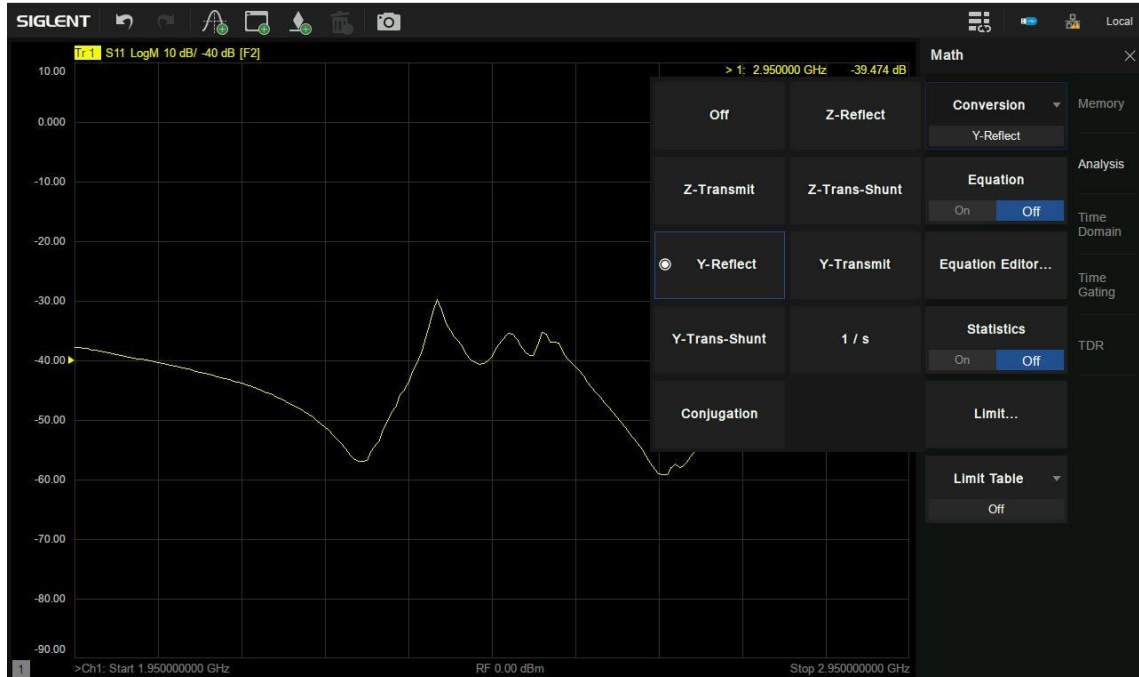 SIGLENT
Local
Tr 1 S11 LogM 10 dB/ -40 dB [F2]
> 1: 2.950000 GHz -39.474 dB
10.00
0.000
-10.00
-20.00
-30.00
-40.00
-50.00
-60.00
-70.00
-80.00
-90.00
Off
Z-Reflect
Z-Transmit
Z-Trans-Shunt
Y-Reflect
Y-Transmit
Y-Trans-Shunt
1 / s
Conjugation
Math
Conversion
Y-Reflect
Equation
On Off
Equation Editor...
Statistics
On Off
Limit...
Limit Table
Off
Memory
Analysis
Time
Domain
Time
Gating
TDR
1
>Ch1: Start 1.950000000 GHz
RF 0.00 dBm
Stop 2.950000000 GHz